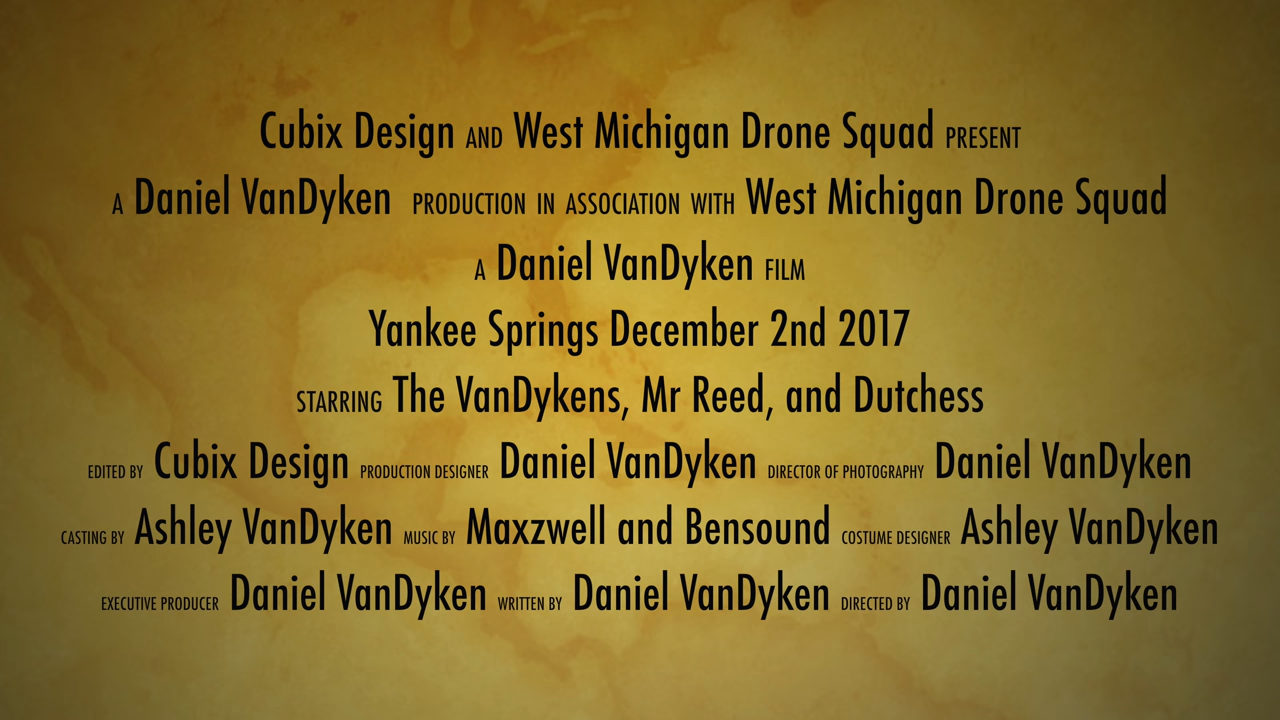 Cubix Design AND West Michigan Drone Squad PRESENT
A Daniel VanDyken PRODUCTION IN ASSOCIATION WITH West Michigan Drone Squad
A Daniel VanDyken FILM
Yankee Springs December 2nd 2017
STARRING The VanDykens, Mr Reed, and Dutchess
EDITED BY Cubix Design PRODUCTION DESIGNER Daniel VanDyken DIRECTOR OF PHOTOGRAPHY Daniel VanDyken
CASTING BY Ashley VanDyken MUSIC BY Maxzwell and Bensound COSTUME DESIGNER Ashley VanDyken
EXECUTIVE PRODUCER Daniel VanDyken WRITTEN BY Daniel VanDyken DIRECTED BY Daniel VanDyken